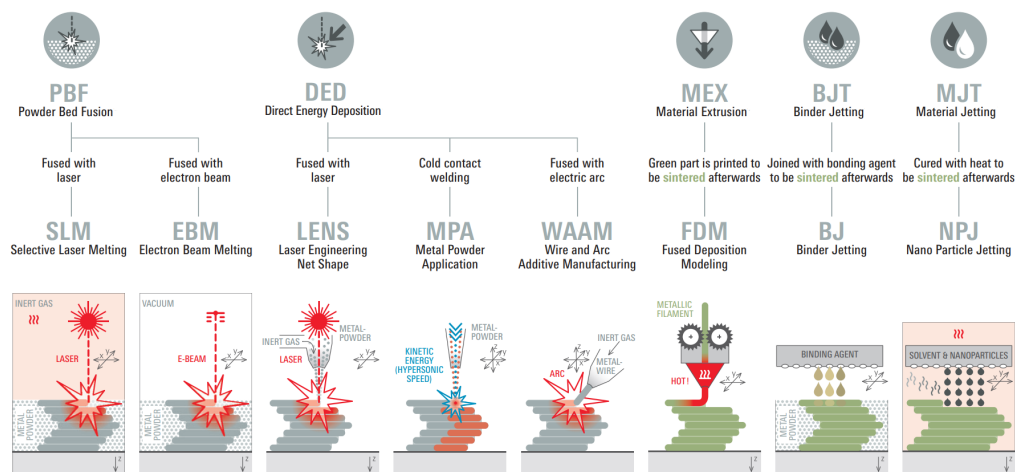 PBF
Powder Bed Fusion
DED
Direct Energy Deposition
MEX
Material Extrusion
BJT
Binder Jetting
MJT
Material Jetting
Fused with
laser
Fused with
electron beam
Fused with
laser
Cold contact
welding
Fused with
electric arc
Green part is printed to
be sintered afterwards
Joined with bonding agent
to be sintered afterwards
Cured with heat to
be sintered afterwards
SLM
Selective Laser Melting
EBM
Electron Beam Melting
LENS
Laser Engineering
Net Shape
MPA
Metal Powder
Application
WAAM
Wire and Arc
Additive Manufacturing
FDM
Fused Deposition
Modeling
BJ
Binder Jetting
NPJ
Nano Particle Jetting
INERT GAS
LASER
x y
METAL
POWDER
z
VACUUM
E-BEAM
x y
METAL
POWDER
z
METAL-
POWDER
INERT GAS
LASER
x y
z
METAL-
POWDER
KINETIC
ENERGY
(HYPERSONIC
SPEED)
z
y
x
INERT GAS
METAL-
WIRE
ARC
z
y
x
METALLIC
FILAMENT
HOT!
x y
z
BINDING AGENT
x y
METAL
POWDER
z
SOLVENT & NANOPARTICLES
x y
z